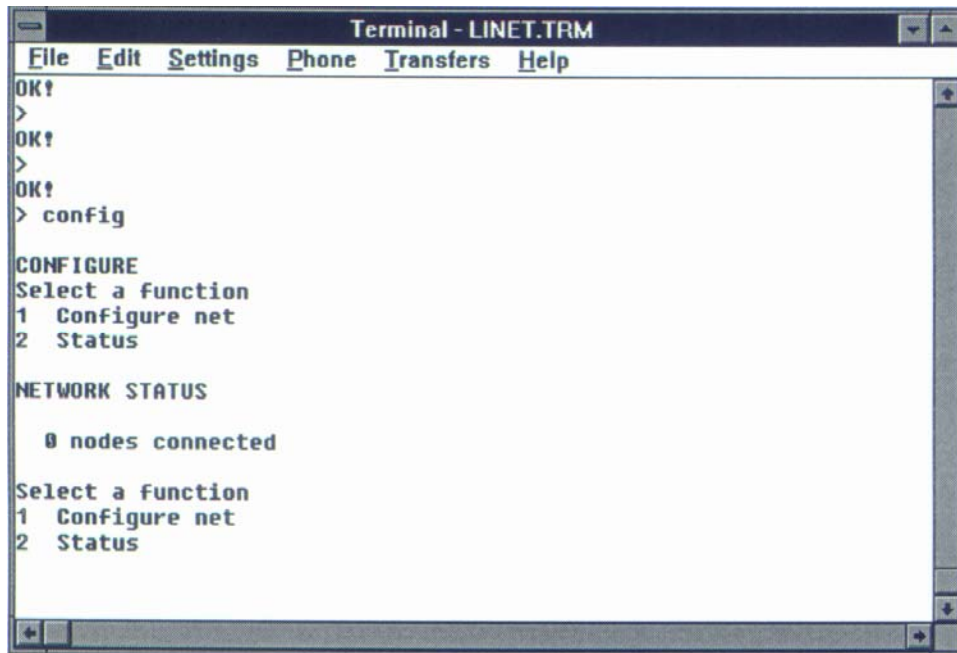 Terminal - LINET.TRM
File Edit Settings Phone Transfers Help
OK!
>
OK!
>
OK!
> config
CONFIGURE
Select a function
1 Configure net
2 Status
NETWORK STATUS
0 nodes connected
Select a function
1 Configure net
2 Status